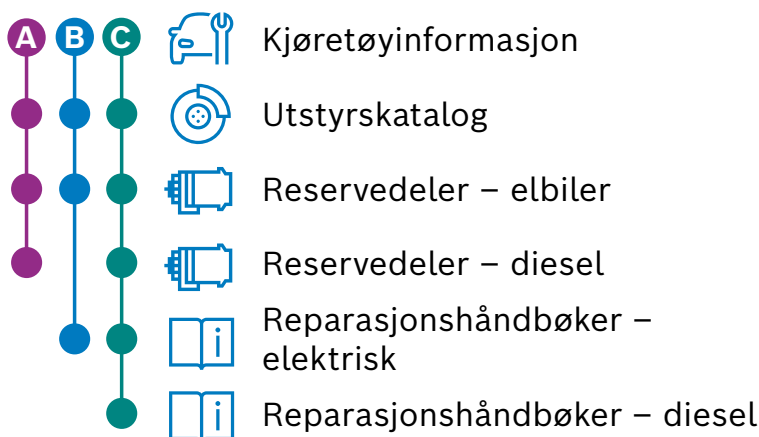 A B C Kjøretøyinformasjon
Utstyrskatalog
Reservedeler – elbiler
Reservedeler – diesel
Reparasjonshåndbøker –
elektrisk
Reparasjonshåndbøker – diesel